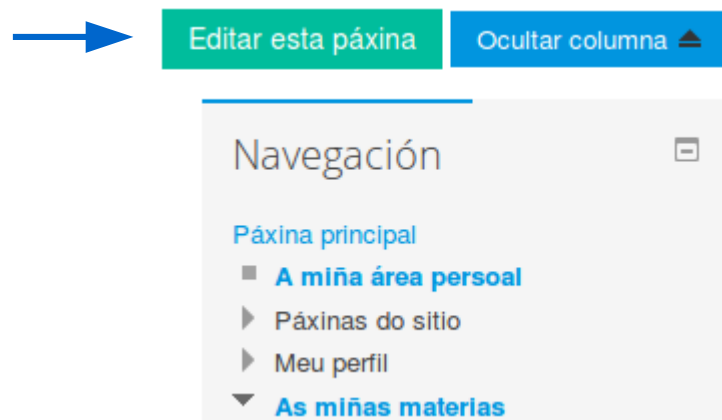 Editar esta páxina
Ocultar columna
Navegación
Páxina principal
A miña área persoal
Páxinas do sitio
Meu perfil
As miñas materias